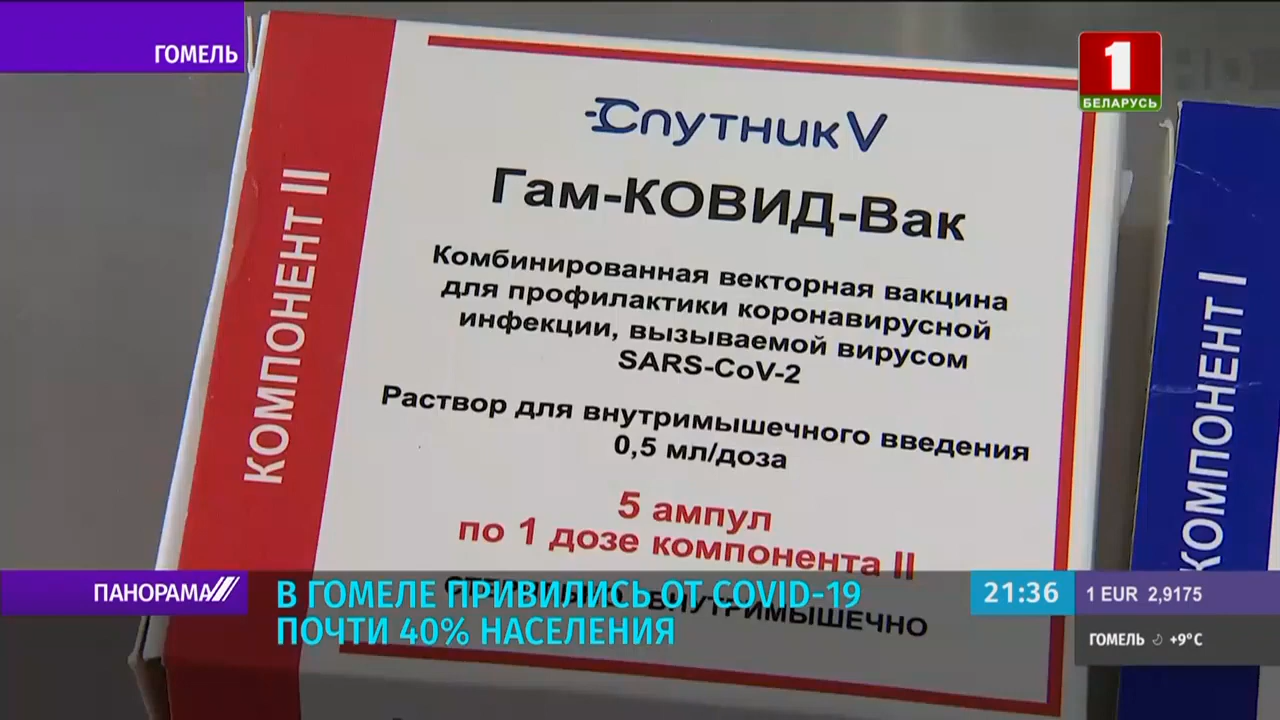 ГОМЕЛЬ
1
БЕЛАРУСЬ
СпутникV
Гам-КОВИД-Вак
Комбинированная векторная вакцина
для профилактики коронавирусной
инфекции, вызываемой вирусом
SARS-CoV-2
Раствор для внутримышечного введения
0,5 мл/доза
5 ампул
по 1 дозе компонента II
ВНУТРИМЫШЕЧНО
КОМПОНЕНТ II
КОМПОНЕНТ I
ПАНОРАМА
В ГОМЕЛЕ ПРИВИЛИСЬ ОТ COVID-19
ПОЧТИ 40% НАСЕЛЕНИЯ
21:36
1 EUR 2,9175
ГОМЕЛЬ +9°C